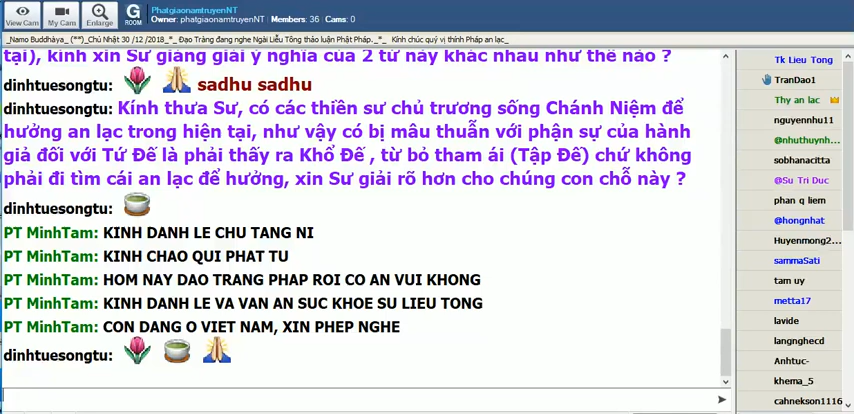 View Cam
My Cam
Enlarge
G ROOM
PhatgiaonamtruyenNT
Owner: phatgiaonamtruyenNT | Members: 36 | Cams: 0
_Namo Buddhàya_ (**)_Chủ Nhật 30 /12 /2018_*_Đạo Tràng đang nghe Ngài Liễu Tông thảo luận Phật Pháp._*_ Kính chúc quý vị thính Pháp an lạc_
tại), kính xin Sư giảng giải ý nghĩa của 2 từ này khác nhau như thế nào ?
dinhtuesongtu: sadhu sadhu
dinhtuesongtu: Kính thưa Sư, có các thiền sư chủ trương sống Chánh Niệm để
hưởng an lạc trong hiện tại, như vậy có bị mâu thuẫn với phận sự của hành
giả đối với Tứ Đế là phải thấy ra Khổ Đế , từ bỏ tham ái (Tập Đế) chứ không
phải đi tìm cái an lạc để hưởng, xin Sư giải rõ hơn cho chúng con chỗ này ?
dinhtuesongtu:
PT MinhTam: KINH DANH LE CHU TANG NI
PT MinhTam: KINH CHAO QUI PHAT TU
PT MinhTam: HOM NAY DAO TRANG PHAP ROI CO AN VUI KHONG
PT MinhTam: KINH DANH LE VA VAN AN SUC KHOE SU LIEU TONG
PT MinhTam: CON DANG O VIET NAM, XIN PHEP NGHE
dinhtuesongtu:
Tk Lieu Tong
TranDao1
Thy an lac
nguyennhu11
@nhuthuynh...
sobhanacitta
@Su Tri Duc
phan q liem
@hongnhat
Huyenmong2...
sammaSati
tam uy
metta17
lavide
langnghecd
Anhtuc-
khema_5
cahnekson1116